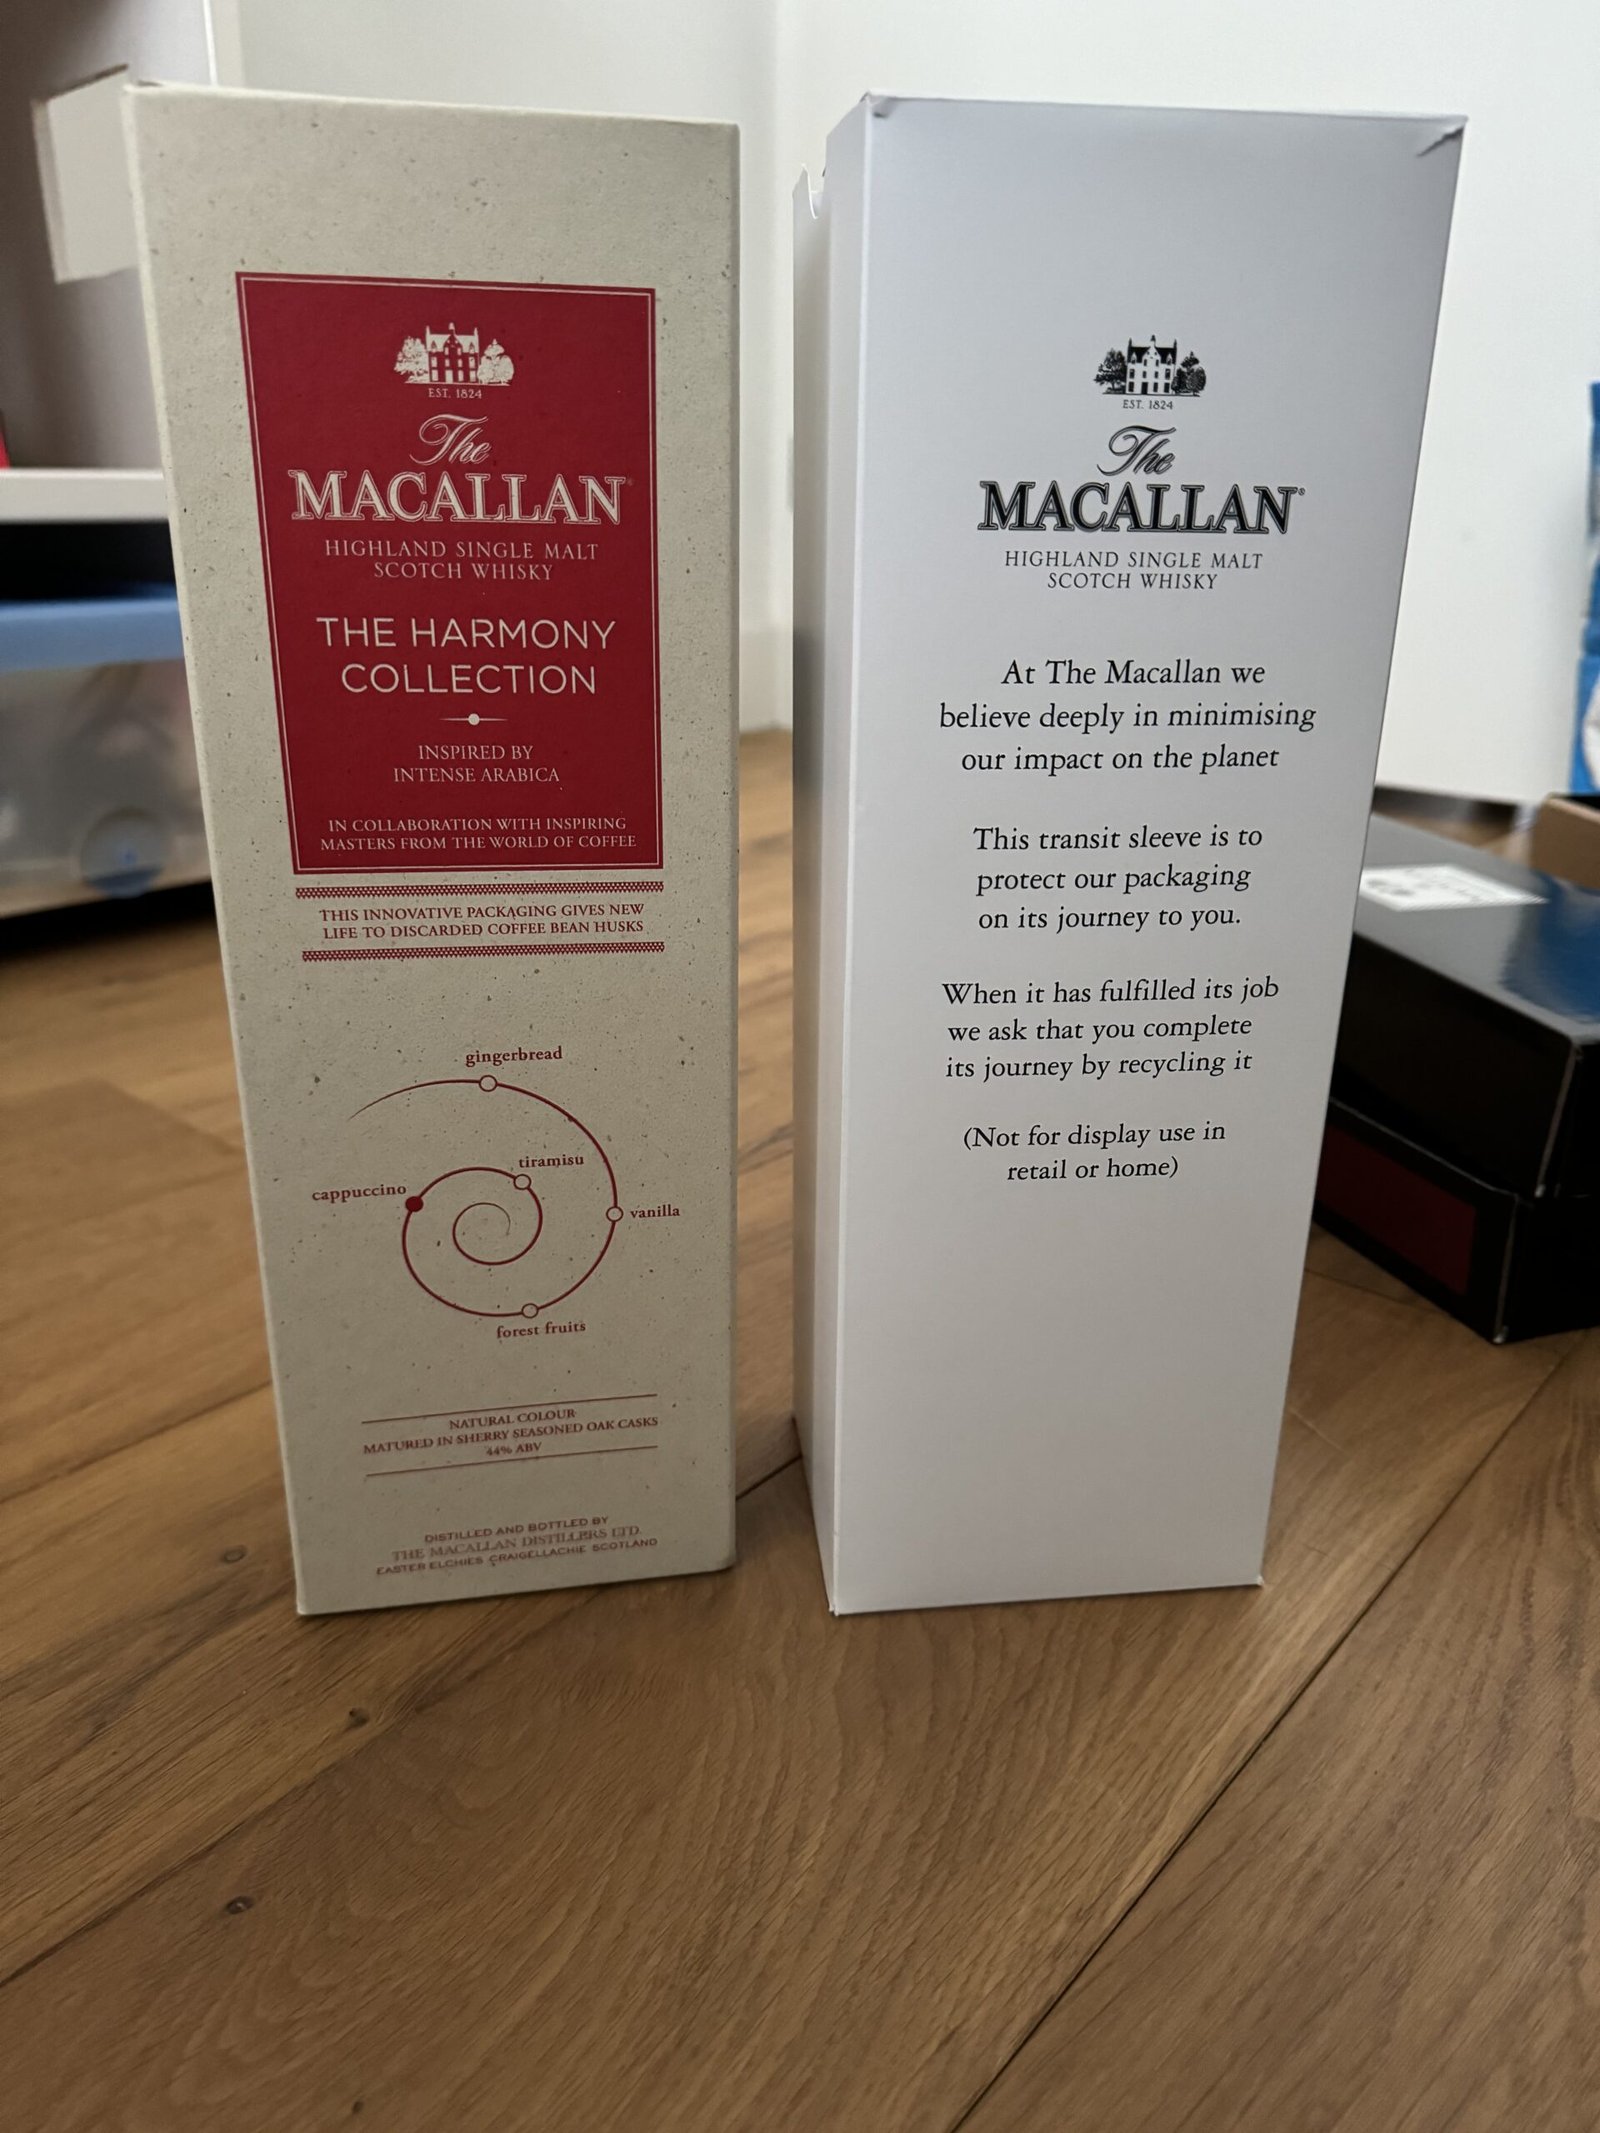 EST. 1824
The
MACALLAN
HIGHLAND SINGLE MALT
SCOTCH WHISKY
THE HARMONY
COLLECTION
INSPIRED BY
INTENSE ARABICA
IN COLLABORATION WITH INSPIRING
MASTERS FROM THE WORLD OF COFFEE
THIS INNOVATIVE PACKAGING GIVES NEW
LIFE TO DISCARDED COFFEE BEAN HUSKS
gingerbread
tiramisu
cappuccino
vanilla
forest fruits
NATURAL COLOUR
MATURED IN SHERRY SEASONED OAK CASKS
44% ABV
DISTILLED AND BOTTLED BY
THE MACALLAN DISTILLERS LTD.
EASTER ELCHIES CRAIGELLACHIE SCOTLAND
EST. 1824
The
MACALLAN®
HIGHLAND SINGLE MALT
SCOTCH WHISKY
At The Macallan we
believe deeply in minimising
our impact on the planet
This transit sleeve is to
protect our packaging
on its journey to you.
When it has fulfilled its job
we ask that you complete
its journey by recycling it
(Not for display use in
retail or home)